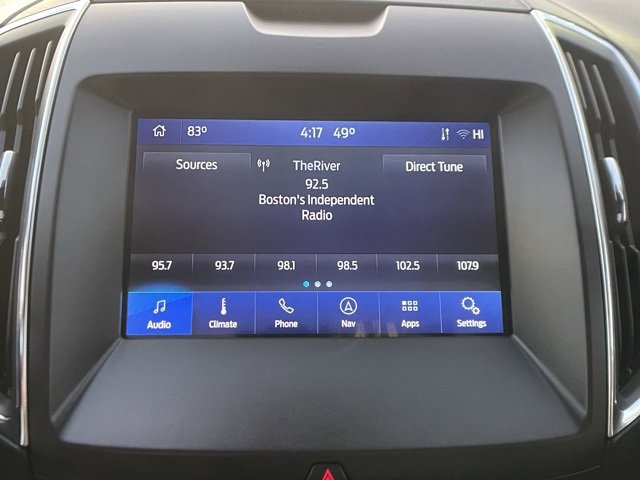 83° 4:17 49° HI
Sources TheRiver Direct Tune
92.5
Boston's Independent
Radio
95.7 93.7 98.1 98.5 102.5 107.9
Audio Climate Phone Nav Apps Settings